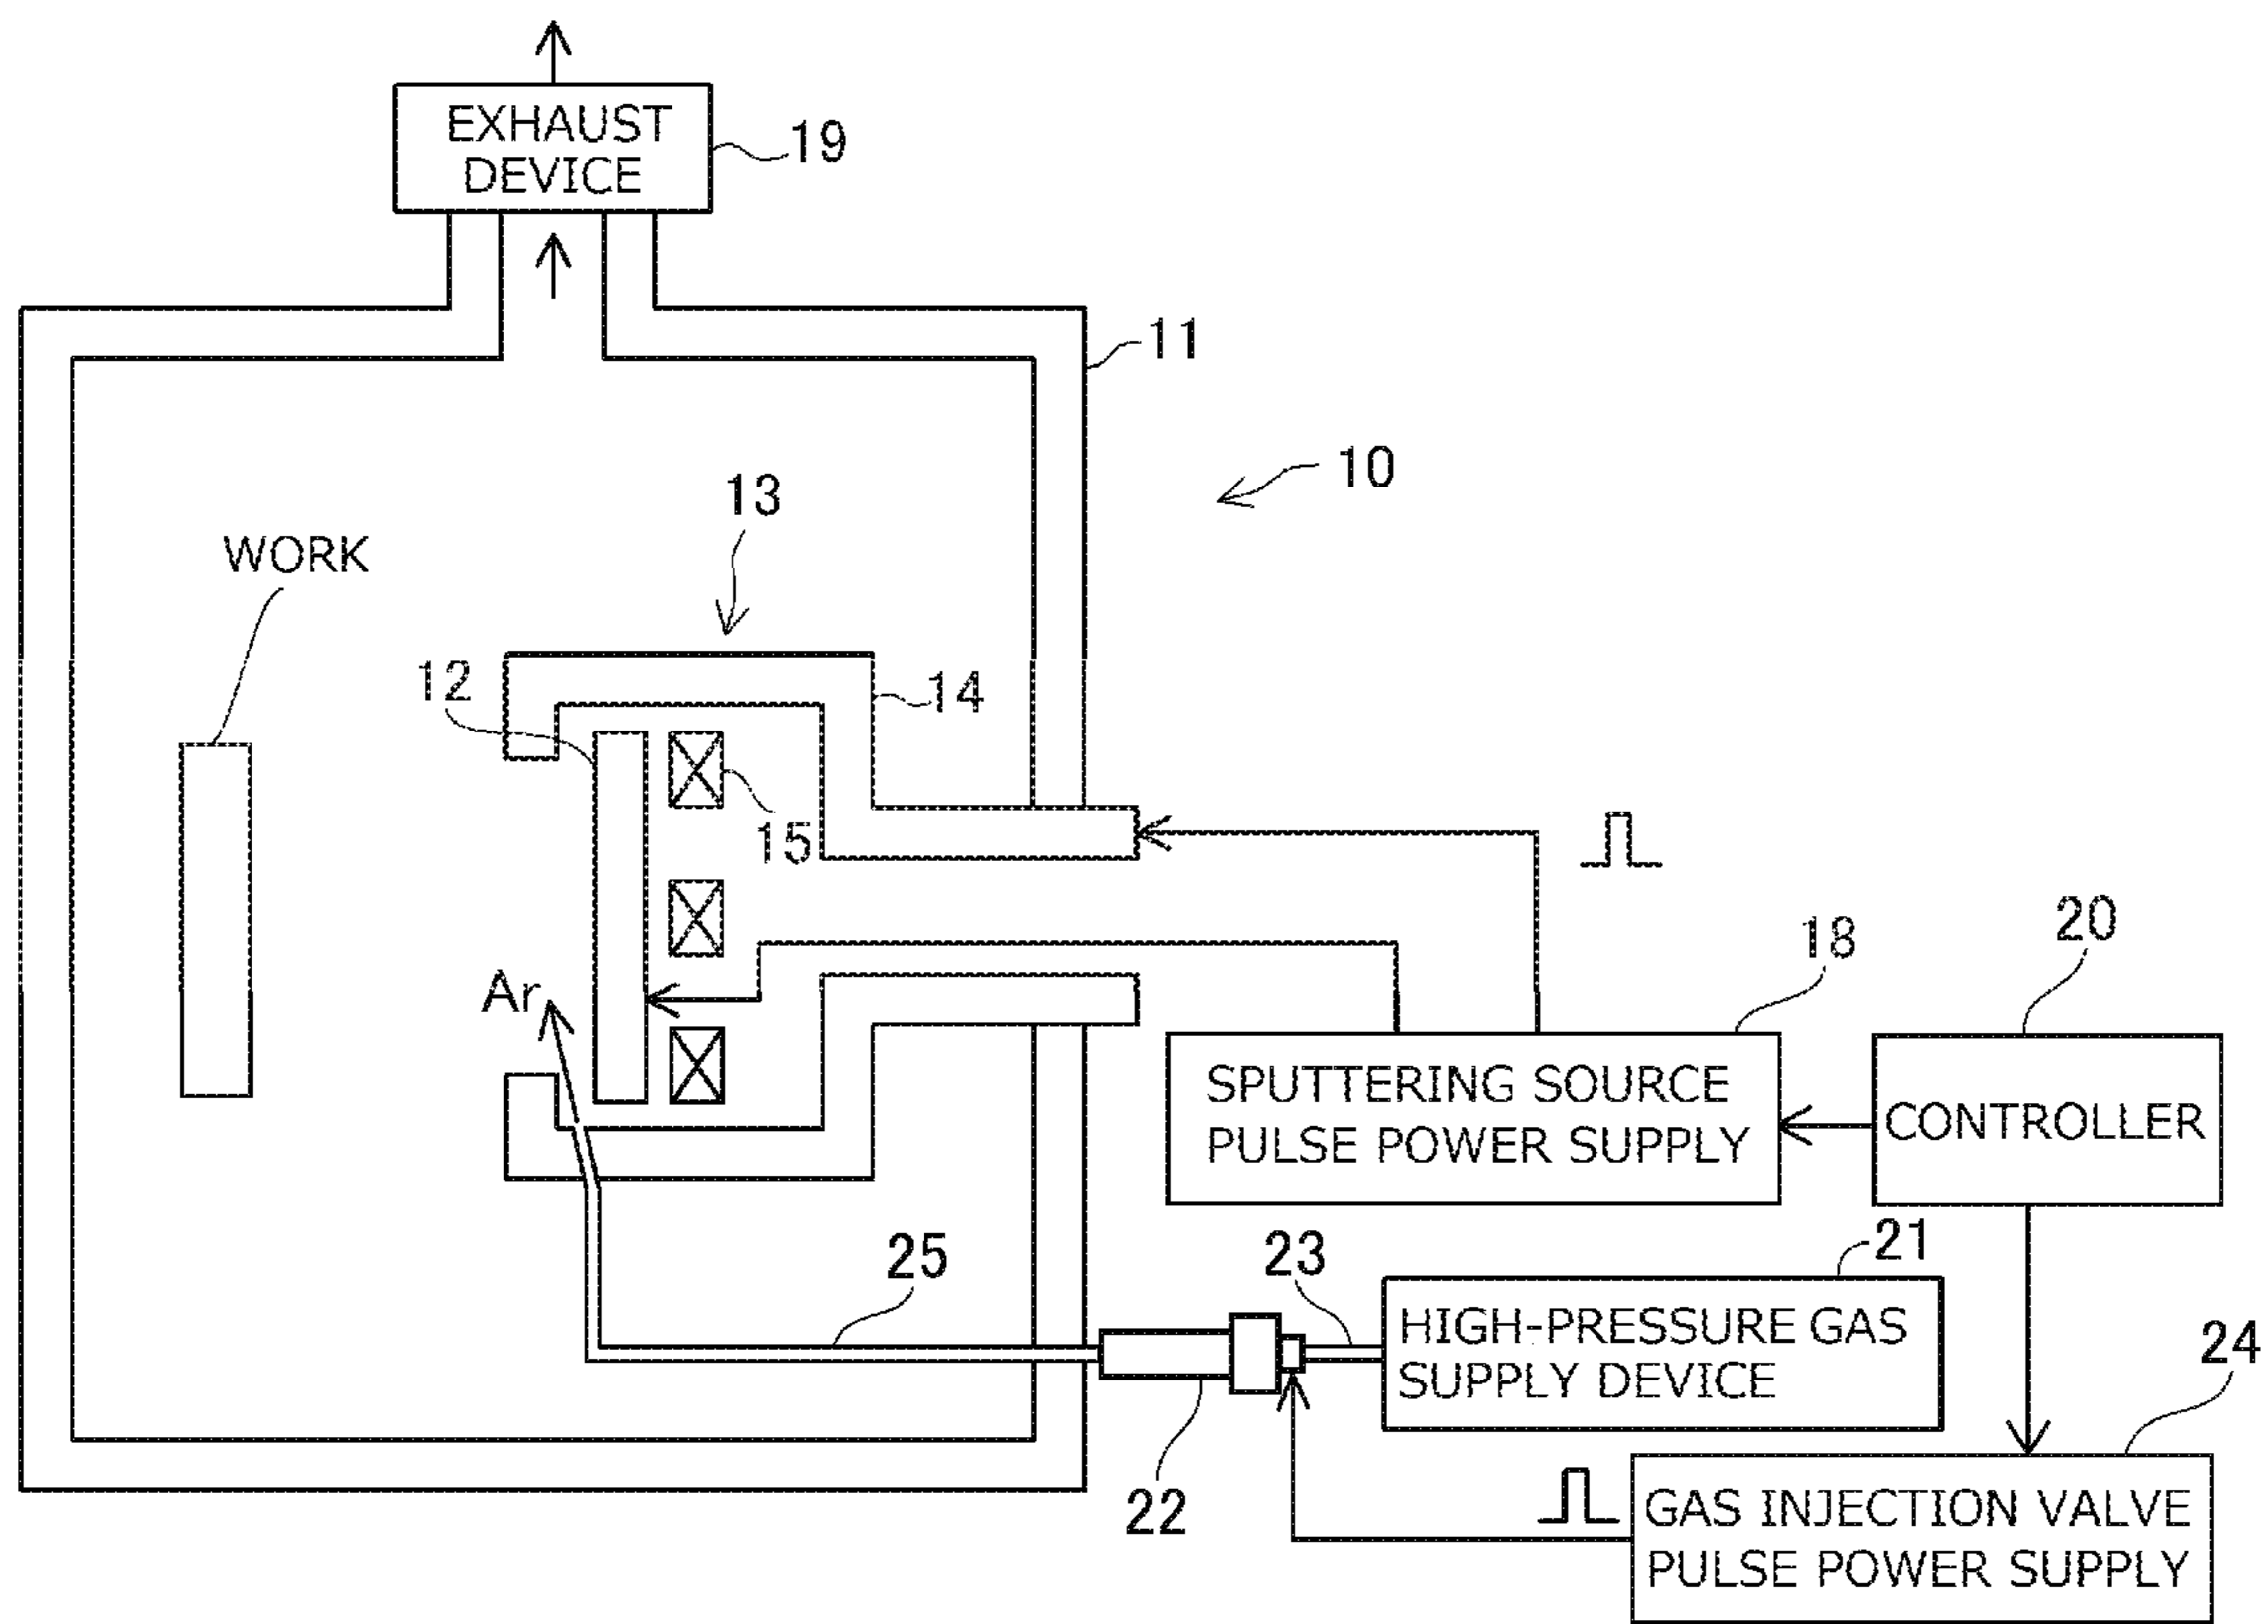 EXHAUST
DEVICE
19
11
10
13
WORK
12
14
15
18
20
Ar
SPUTTERING SOURCE
PULSE POWER SUPPLY
CONTROLLER
25
23
21
HIGH-PRESSURE GAS
SUPPLY DEVICE
24
22
GAS INJECTION VALVE
PULSE POWER SUPPLY